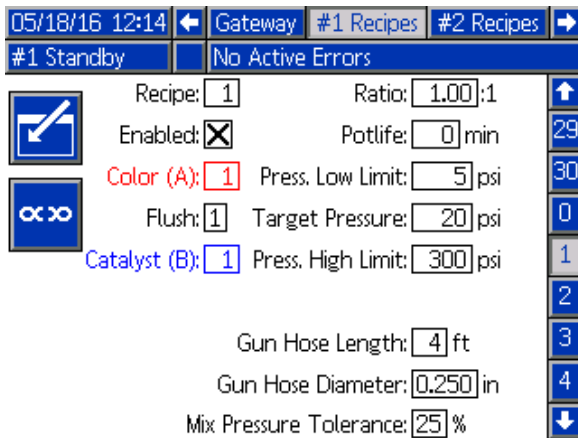 05/18/16 12:14 Gateway #1 Recipes #2 Recipes
#1 Standby No Active Errors
Recipe: 1 Ratio: 1.00 :1
Enabled: Potlife: 0 min
29
Color (A): 1 Press. Low Limit: 5 psi
30
Flush: 1 Target Pressure: 20 psi
0
Catalyst (B): 1 Press. High Limit: 300 psi
1
2
Gun Hose Length: 4 ft
3
Gun Hose Diameter: 0.250 in
4
Mix Pressure Tolerance: 25 %